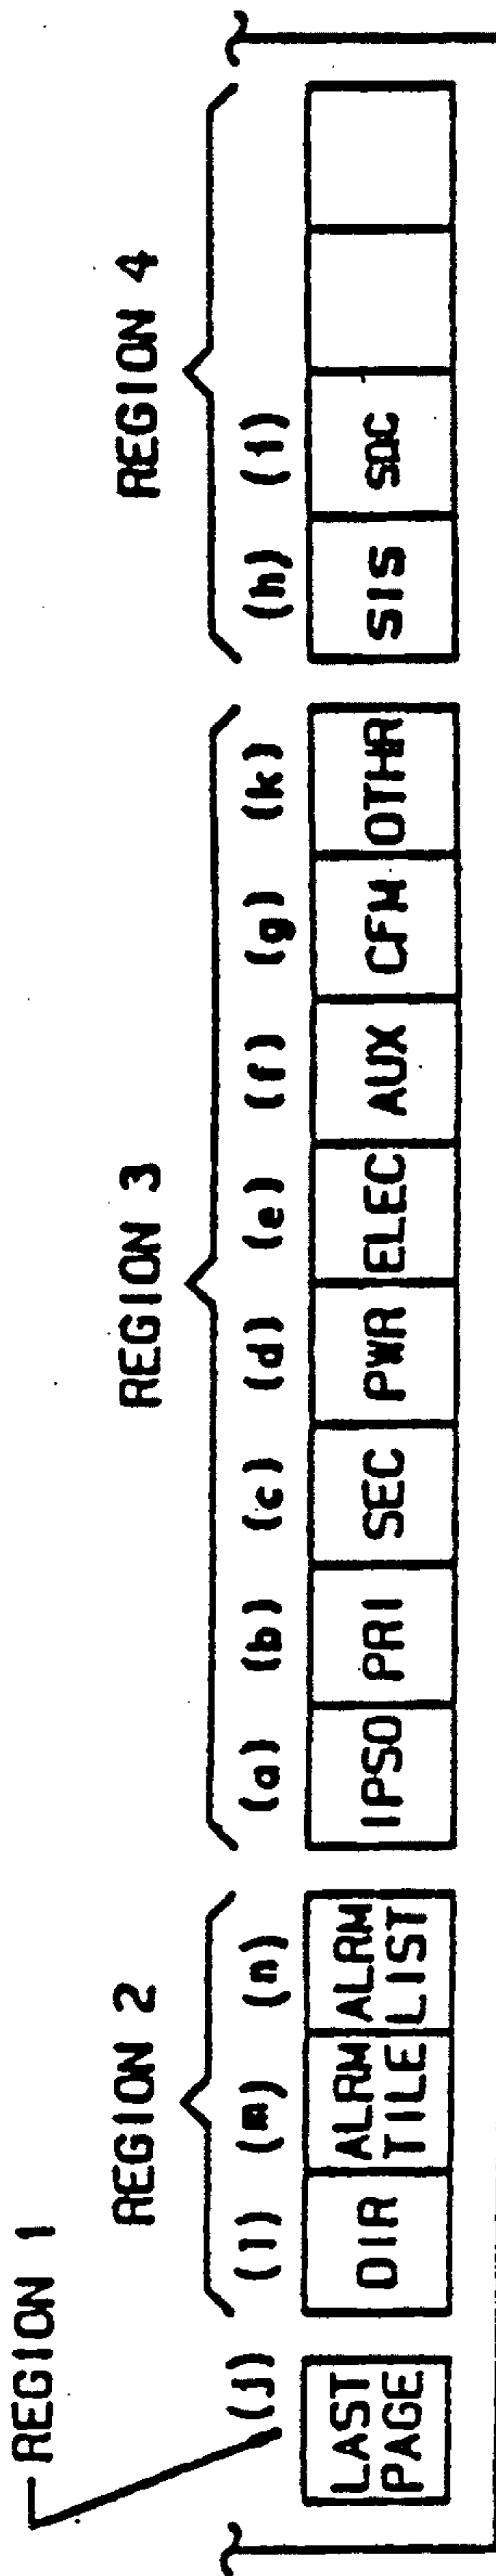 REGION 1
REGION 2
REGION 3
REGION 4
(j) (l) (m) (n) (a) (b) (c) (d) (e) (f) (g) (k) (h) (i)
LAST PAGE
DIR
ALRM TILE
ALRM LIST
IPSO
PRI
SEC
PWR
ELEC
AUX
CFM
OTHR
SIS
SDC